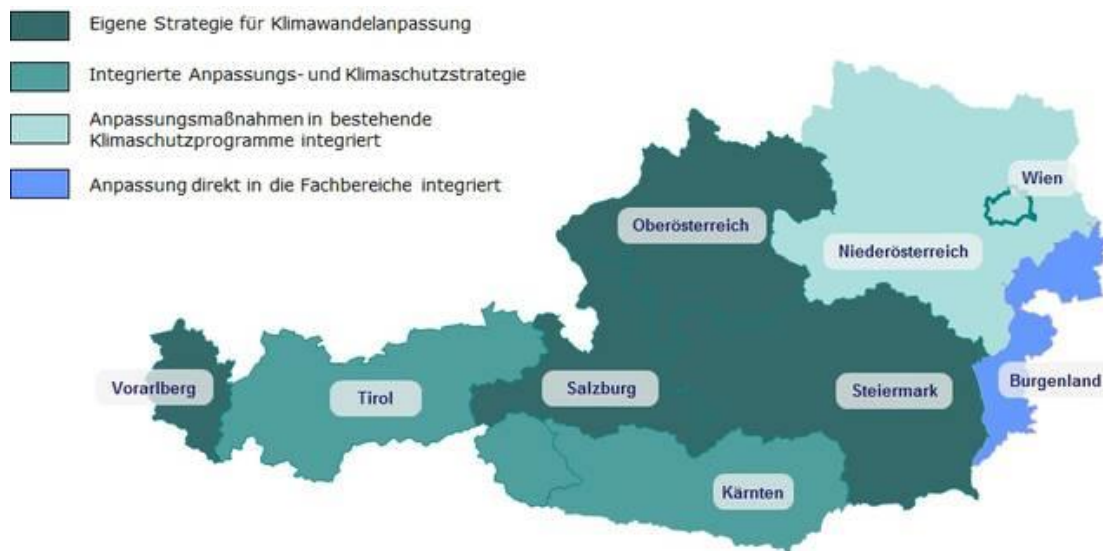 Eigene Strategie für Klimawandelanpassung
Integrierte Anpassungs- und Klimaschutzstrategie
Anpassungsmaßnahmen in bestehende
Klimaschutzprogramme integriert
Anpassung direkt in die Fachbereiche integriert
Wien
Oberösterreich
Niederösterreich
Vorarlberg
Tirol
Salzburg
Steiermark
Burgenland
Kärnten